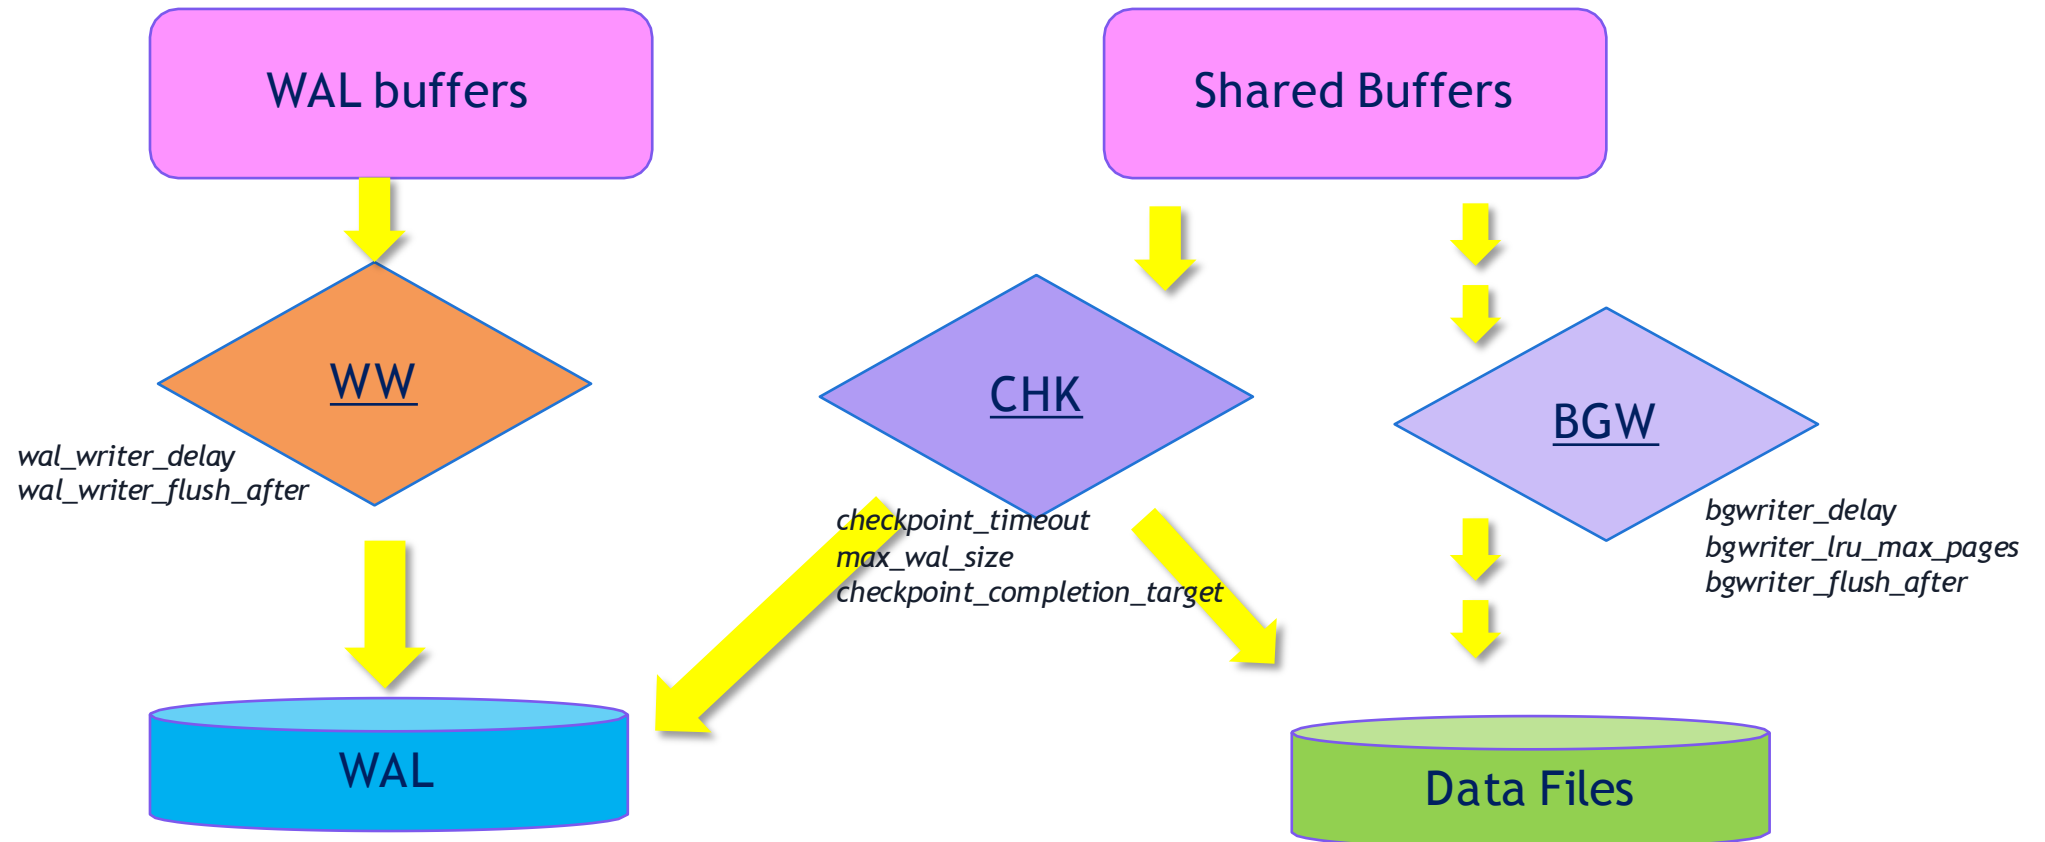 WAL buffers
Shared Buffers
WW
CHK
BGW
wal_writer_delay
wal_writer_flush_after
checkpoint_timeout
max_wal_size
checkpoint_completion_target
bgwriter_delay
bgwriter_lru_max_pages
bgwriter_flush_after
WAL
Data Files